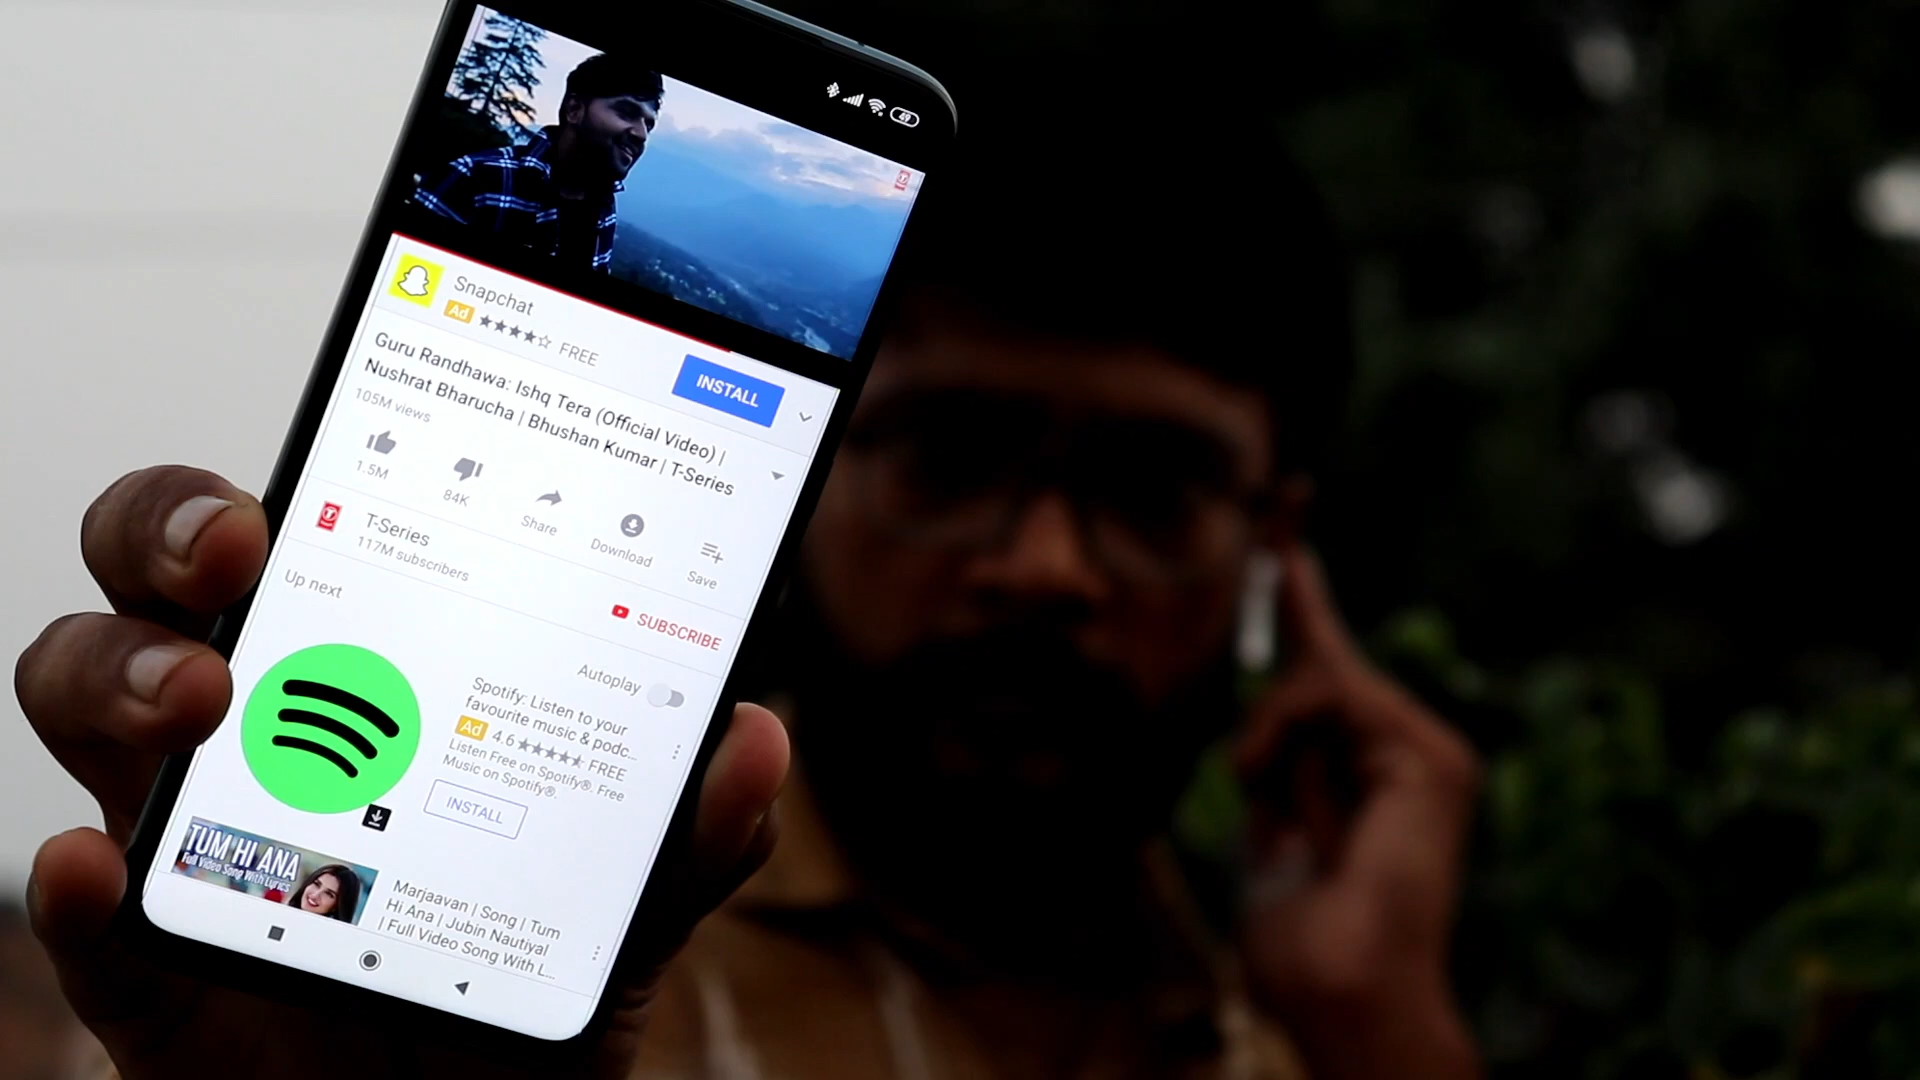 49
Snapchat
Ad FREE
INSTALL
Guru Randhawa: Ishq Tera (Official Video) |
Nushrat Bharucha | Bhushan Kumar | T-Series
105M views
1.5M
84K
Share
Download
Save
T-Series
117M subscribers
SUBSCRIBE
Up next
Autoplay
Spotify: Listen to your
favourite music & podc...
Ad 4.6 FREE
Listen Free on Spotify®. Free
Music on Spotify®.
INSTALL
TUM HI ANA
Full Video Song With Lyrics
Marjaavan | Song | Tum
Hi Ana | Jubin Nautiyal
| Full Video Song With L...